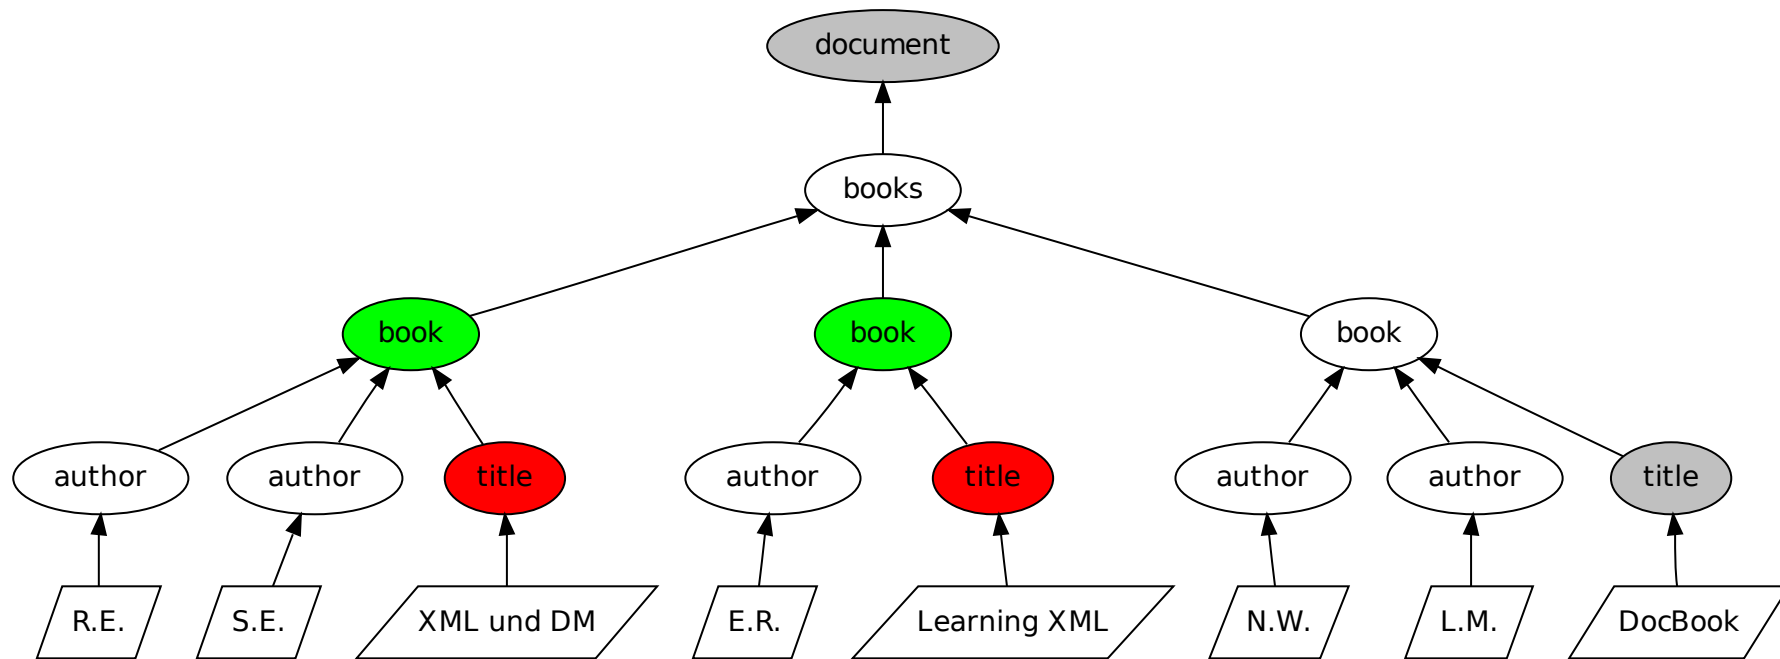 document
books
book
book
book
author
author
title
author
title
author
author
title
R.E.
S.E.
XML und DM
E.R.
Learning XML
N.W.
L.M.
DocBook